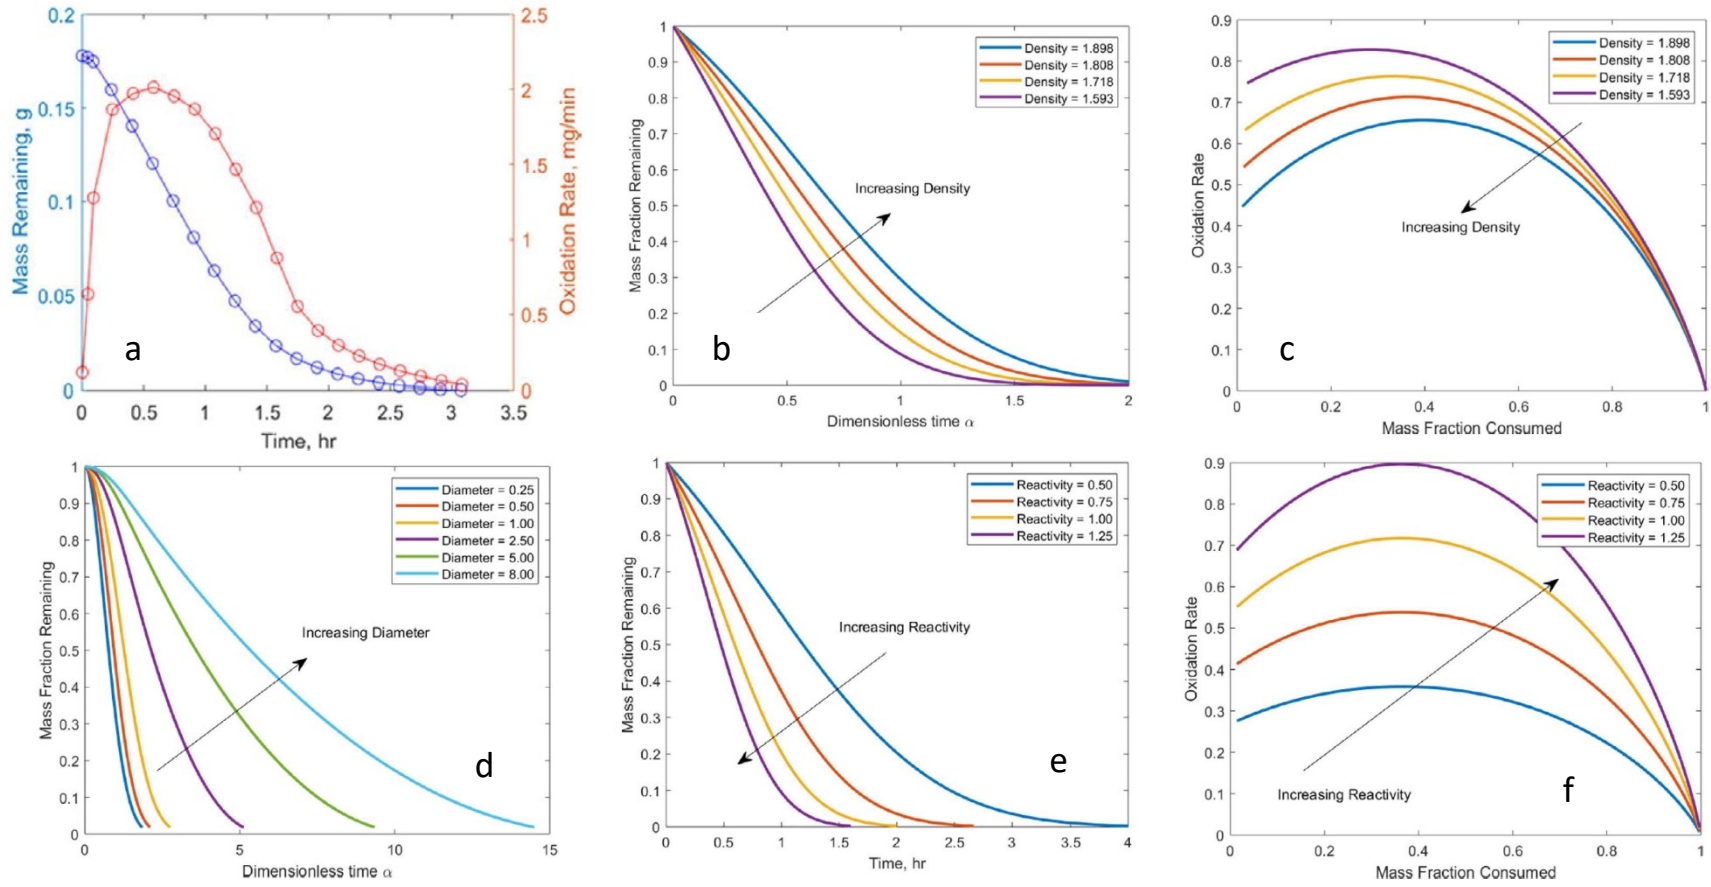 0.2
0.15
0.1
0.05
0
Mass Remaining, g
2.5
2
1.5
1
0.5
0
Oxidation Rate, mg/min
0 0.5 1 1.5 2 2.5 3 3.5
Time, hr
a
1
0.9
0.8
0.7
0.6
0.5
0.4
0.3
0.2
0.1
0
Mass Fraction Remaining
Density = 1.898
Density = 1.808
Density = 1.718
Density = 1.593
Increasing Density
b
0 0.5 1 1.5 2
Dimensionless time α
0.9
0.8
0.7
0.6
0.5
0.4
0.3
0.2
0.1
0
Oxidation Rate
Density = 1.898
Density = 1.808
Density = 1.718
Density = 1.593
Increasing Density
c
0 0.2 0.4 0.6 0.8 1
Mass Fraction Consumed
1
0.9
0.8
0.7
0.6
0.5
0.4
0.3
0.2
0.1
0
Mass Fraction Remaining
Diameter = 0.25
Diameter = 0.50
Diameter = 1.00
Diameter = 2.50
Diameter = 5.00
Diameter = 8.00
Increasing Diameter
d
0 5 10 15
Dimensionless time α
1
0.9
0.8
0.7
0.6
0.5
0.4
0.3
0.2
0.1
0
Mass Fraction Remaining
Reactivity = 0.50
Reactivity = 0.75
Reactivity = 1.00
Reactivity = 1.25
Increasing Reactivity
e
0 0.5 1 1.5 2 2.5 3 3.5 4
Time, hr
0.9
0.8
0.7
0.6
0.5
0.4
0.3
0.2
0.1
0
Oxidation Rate
Reactivity = 0.50
Reactivity = 0.75
Reactivity = 1.00
Reactivity = 1.25
Increasing Reactivity
f
0 0.2 0.4 0.6 0.8 1
Mass Fraction Consumed